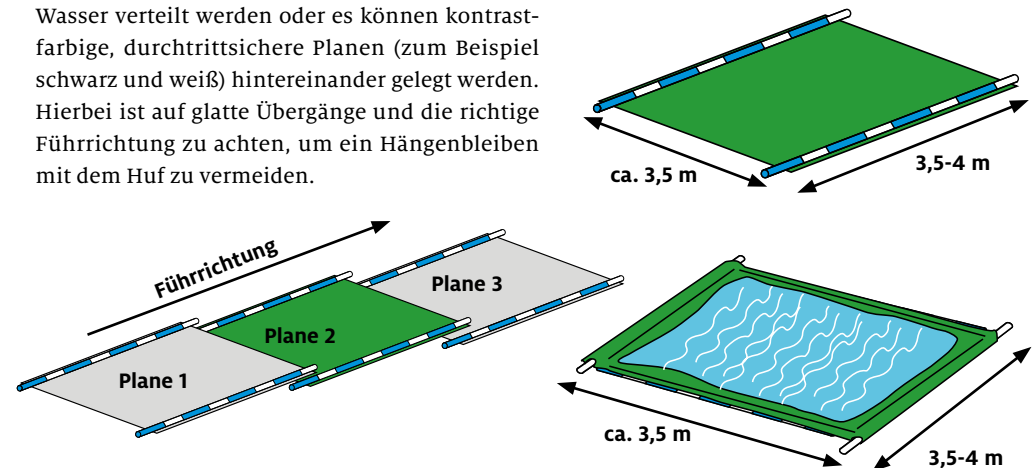 Wasser verteilt werden oder es können kontrast-
farbige, durchtrittsichere Planen (zum Beispiel
schwarz und weiß) hintereinander gelegt werden.
Hierbei ist auf glatte Übergänge und die richtige
Führrichtung zu achten, um ein Hängenbleiben
mit dem Huf zu vermeiden.
ca. 3,5 m
3,5-4 m
Führrichtung
Plane 1
Plane 2
Plane 3
ca. 3,5 m
3,5-4 m